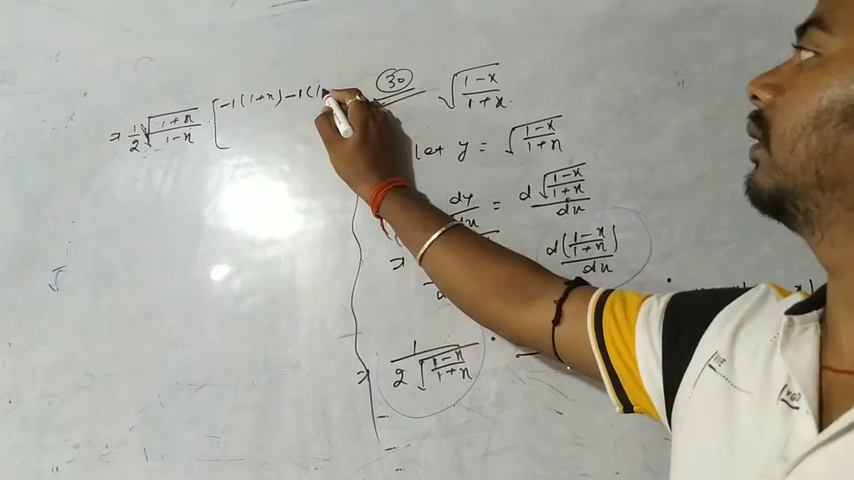 30 √(1-x)/(1+x)
let y = √(1-x)/(1+x)
dy/dx = d √(1-x)/(1+x) / dx
d((1-x)/(1+x)) / dx
⇒ 1 / 2√(1-x)/(1+x) ·
⇒ 1/2 √(1+x)/(1-x) [ -1(1+x) -1(1